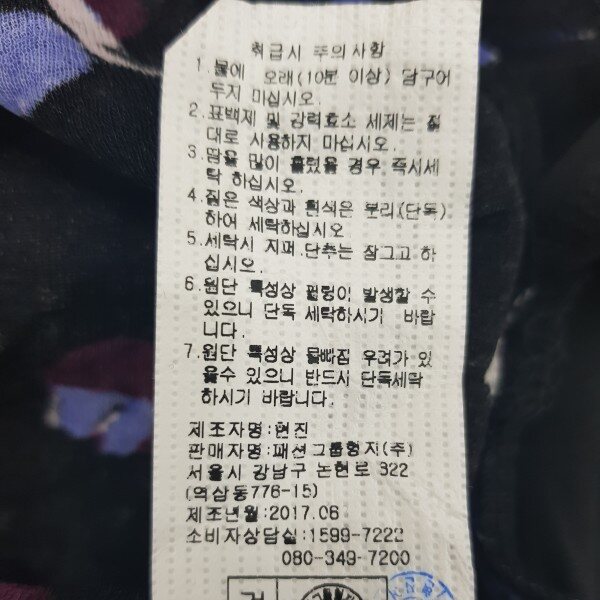 취급시 주의사항
1. 물에 오래(10분 이상) 담구어
두지 마십시오.
2. 표백제 및 강력효소 세제는 절
대로 사용하지 마십시오.
3. 땀을 많이 흘렸을 경우 즉시세
탁 하십시오.
4. 짙은 색상과 흰색은 분리(단독)
하여 세탁하십시오.
5. 세탁시 지퍼,단추는 잠그고 하
십시오.
6. 원단 특성상 필링이 발생할 수
있으니 단독 세탁하시기 바랍
니다.
7. 원단 특성상 물빠짐 우려가 있
을수 있으니 반드시 단독세탁
하시기 바랍니다.
제조자명:현진
판매자명:패션그룹형지(주)
서울시 강남구 논현로 322
(역삼동776-15)
제조년월:2017.06
소비자상담실:1599-7222
080-349-7200